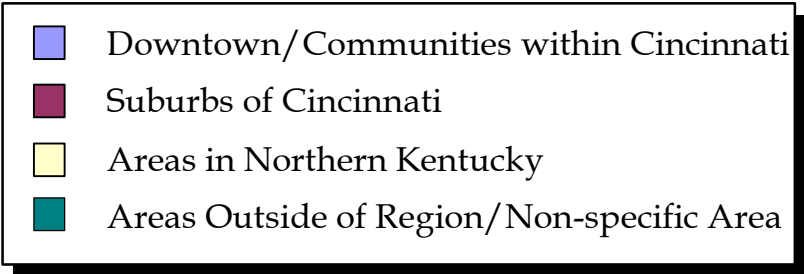 Downtown/Communities within Cincinnati
Suburbs of Cincinnati
Areas in Northern Kentucky
Areas Outside of Region/Non-specific Area